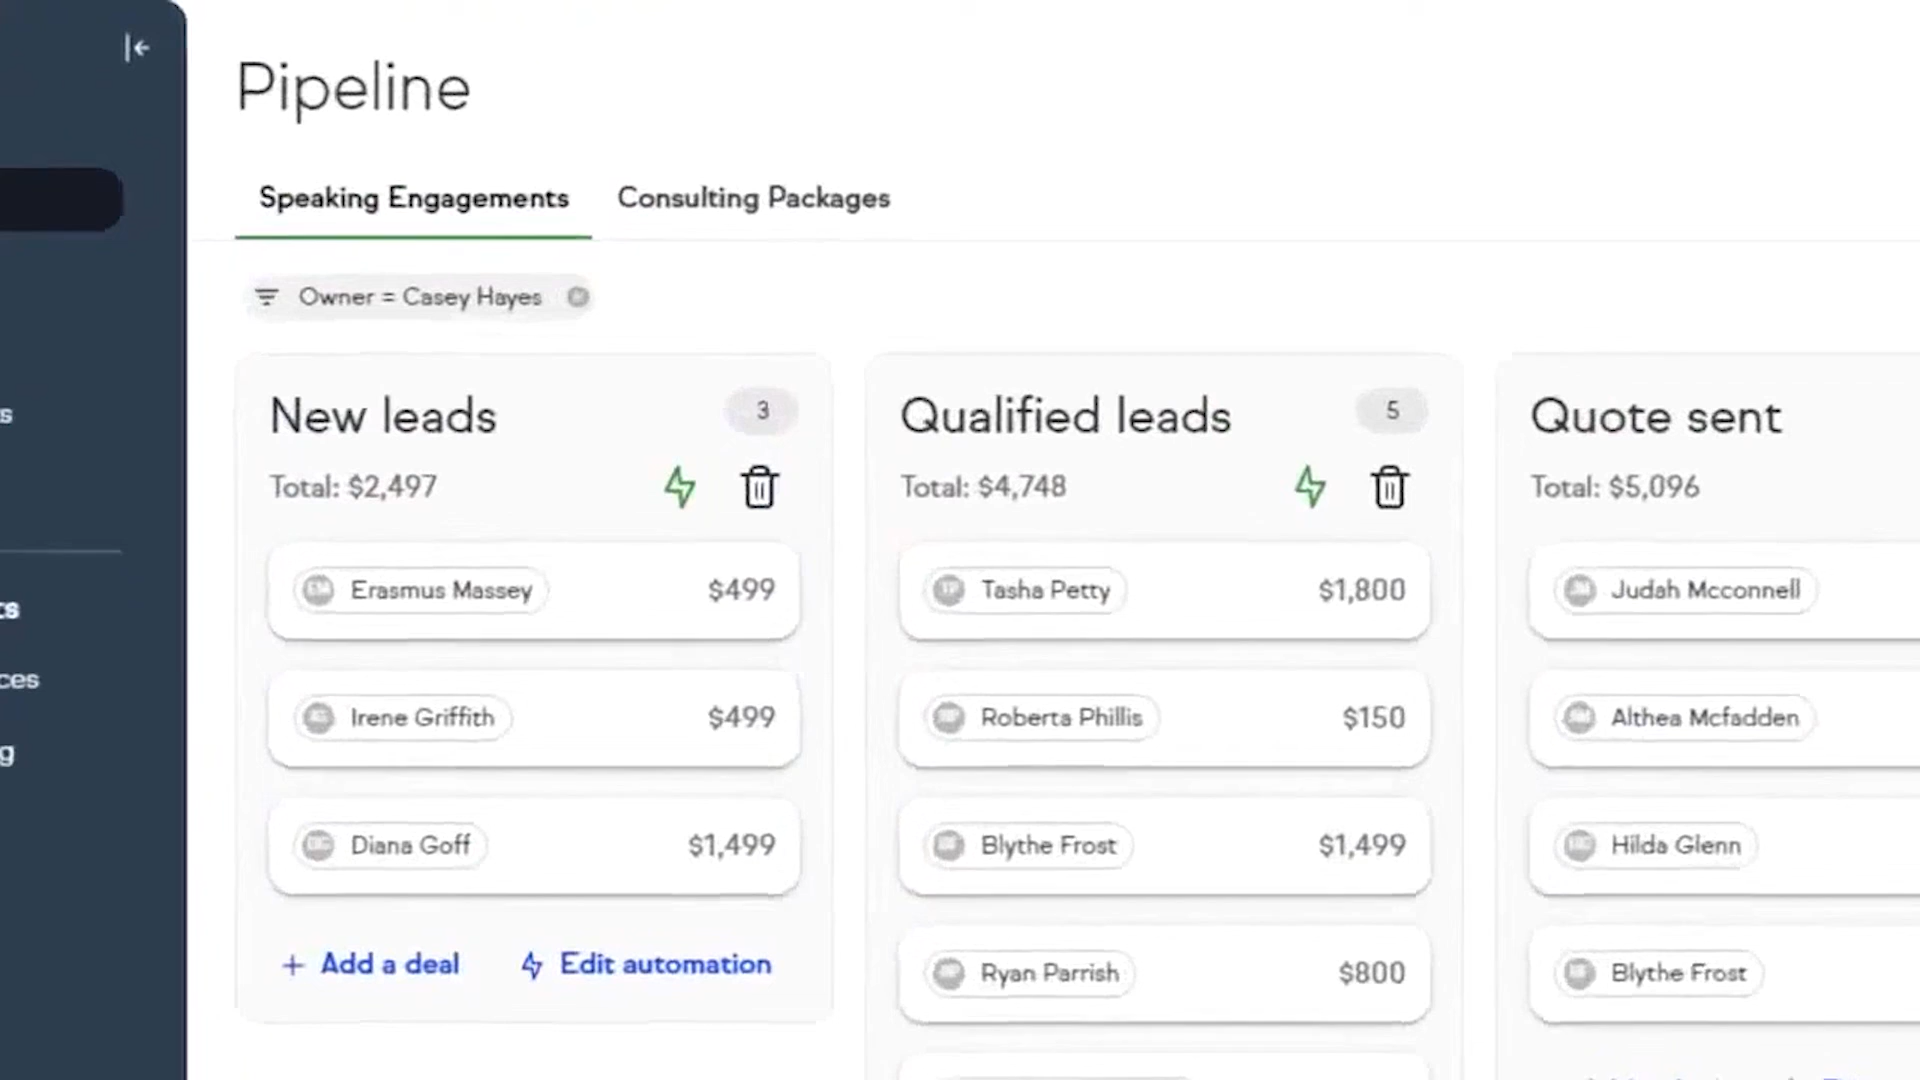 Pipeline
Speaking Engagements
Consulting Packages
Owner = Casey Hayes
New leads
3
Total: $2,497
Erasmus Massey
$499
Irene Griffith
$499
Diana Goff
$1,499
+ Add a deal
Edit automation
Qualified leads
5
Total: $4,748
Tasha Petty
$1,800
Roberta Phillis
$150
Blythe Frost
$1,499
Ryan Parrish
$800
Quote sent
Total: $5,096
Judah Mcconnell
Althea Mcfadden
Hilda Glenn
Blythe Frost